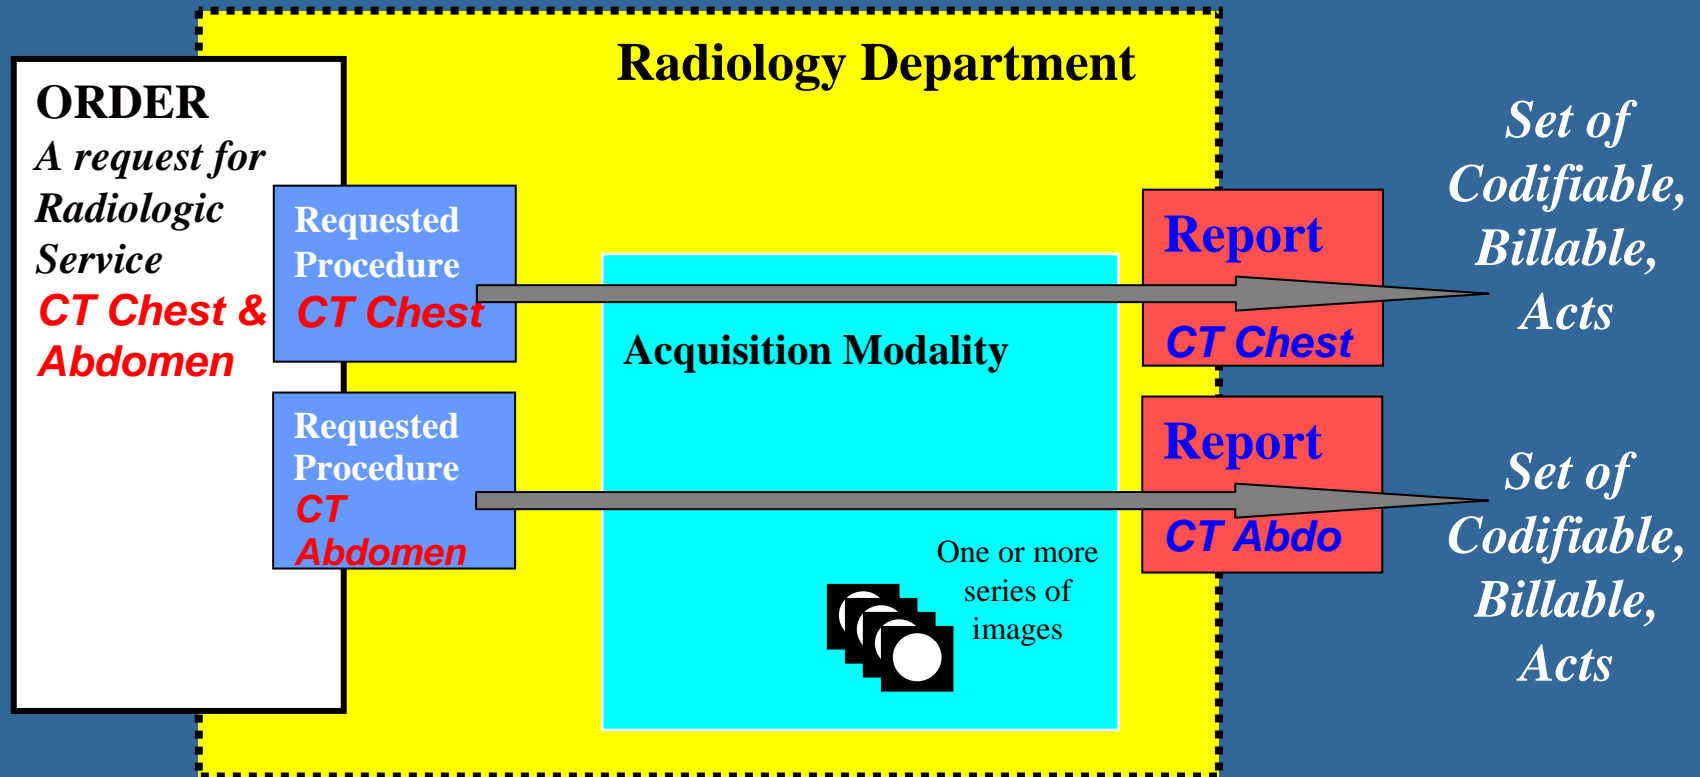 Radiology Department
ORDER
A request for
Radiologic
Service
CT Chest &
Abdomen
Requested
Procedure
CT Chest
Requested
Procedure
CT
Abdomen
Acquisition Modality
One or more
series of
images
Report
CT Chest
Report
CT Abdo
Set of
Codifiable,
Billable,
Acts
Set of
Codifiable,
Billable,
Acts